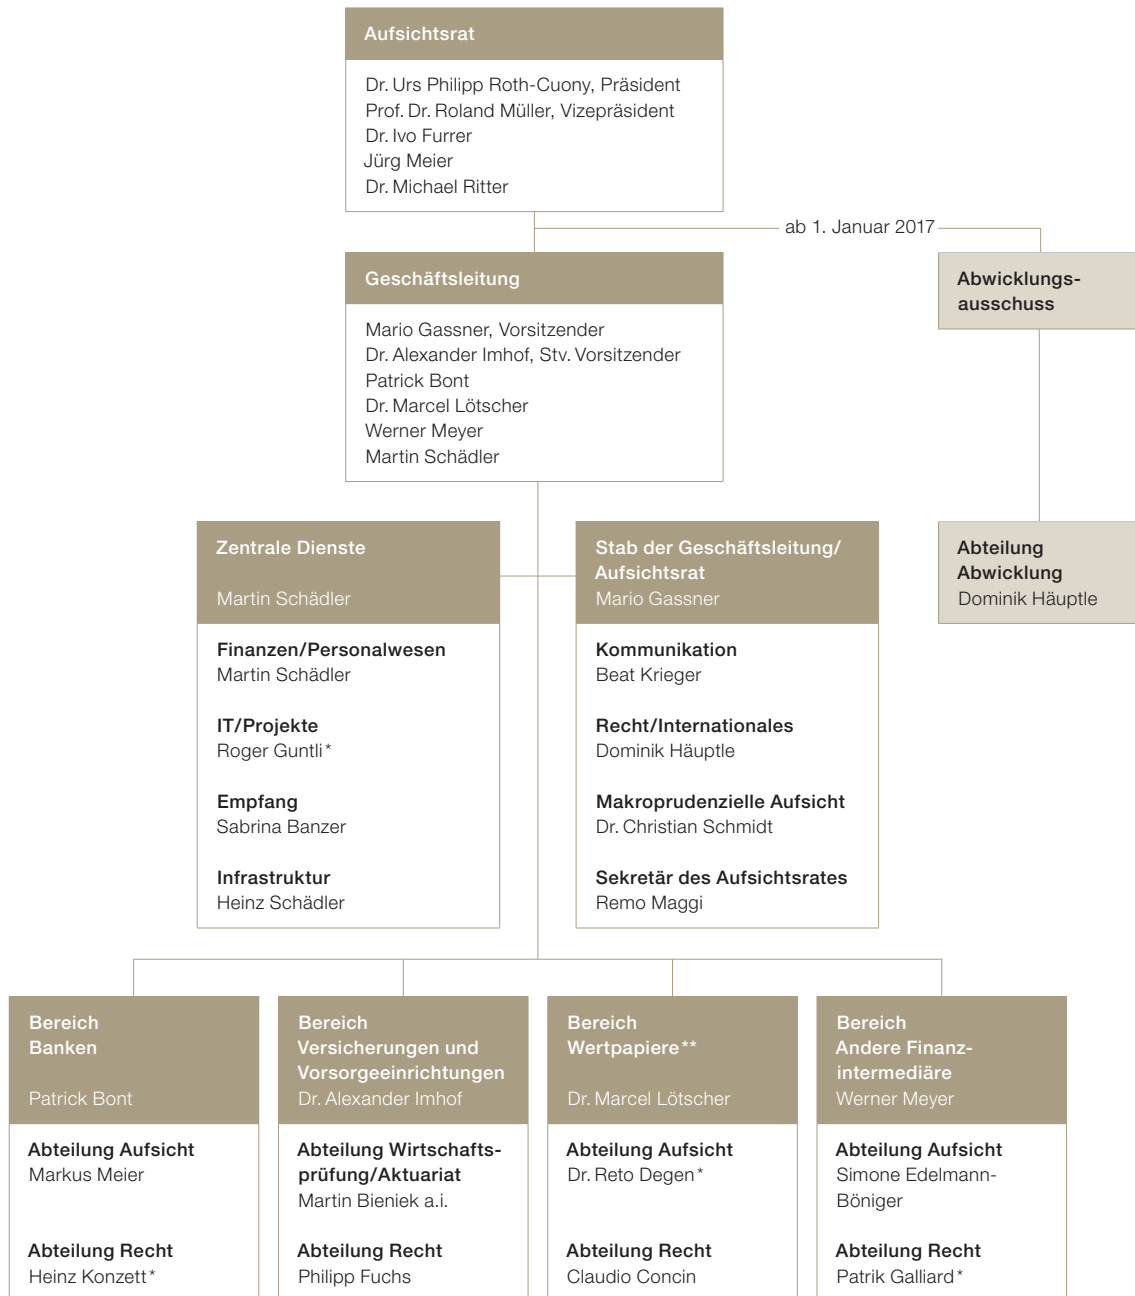 Aufsichtsrat
Dr. Urs Philipp Roth-Cuony, Präsident
Prof. Dr. Roland Müller, Vizepräsident
Dr. Ivo Furrer
Jürg Meier
Dr. Michael Ritter
ab 1. Januar 2017
Geschäftsleitung
Mario Gassner, Vorsitzender
Dr. Alexander Imhof, Stv. Vorsitzender
Patrick Bont
Dr. Marcel Lötscher
Werner Meyer
Martin Schädler
Abwicklungs-
ausschuss
Zentrale Dienste
Martin Schädler
Finanzen/Personalwesen
Martin Schädler
IT/Projekte
Roger Guntli*
Empfang
Sabrina Banzer
Infrastruktur
Heinz Schädler
Stab der Geschäftsleitung/
Aufsichtsrat
Mario Gassner
Kommunikation
Beat Krieger
Recht/Internationales
Dominik Häuptle
Makroprudenzielle Aufsicht
Dr. Christian Schmidt
Sekretär des Aufsichtsrates
Remo Maggi
Abteilung
Abwicklung
Dominik Häuptle
Bereich
Banken
Patrick Bont
Abteilung Aufsicht
Markus Meier
Abteilung Recht
Heinz Konzett*
Bereich
Versicherungen und
Vorsorgeeinrichtungen
Dr. Alexander Imhof
Abteilung Wirtschafts-
prüfung/Aktuariat
Martin Bieniek a.i.
Abteilung Recht
Philipp Fuchs
Bereich
Wertpapiere**
Dr. Marcel Lötscher
Abteilung Aufsicht
Dr. Reto Degen*
Abteilung Recht
Claudio Concin
Bereich
Andere Finanz-
intermediäre
Werner Meyer
Abteilung Aufsicht
Simone Edelmann-
Böniger
Abteilung Recht
Patrik Galliard*